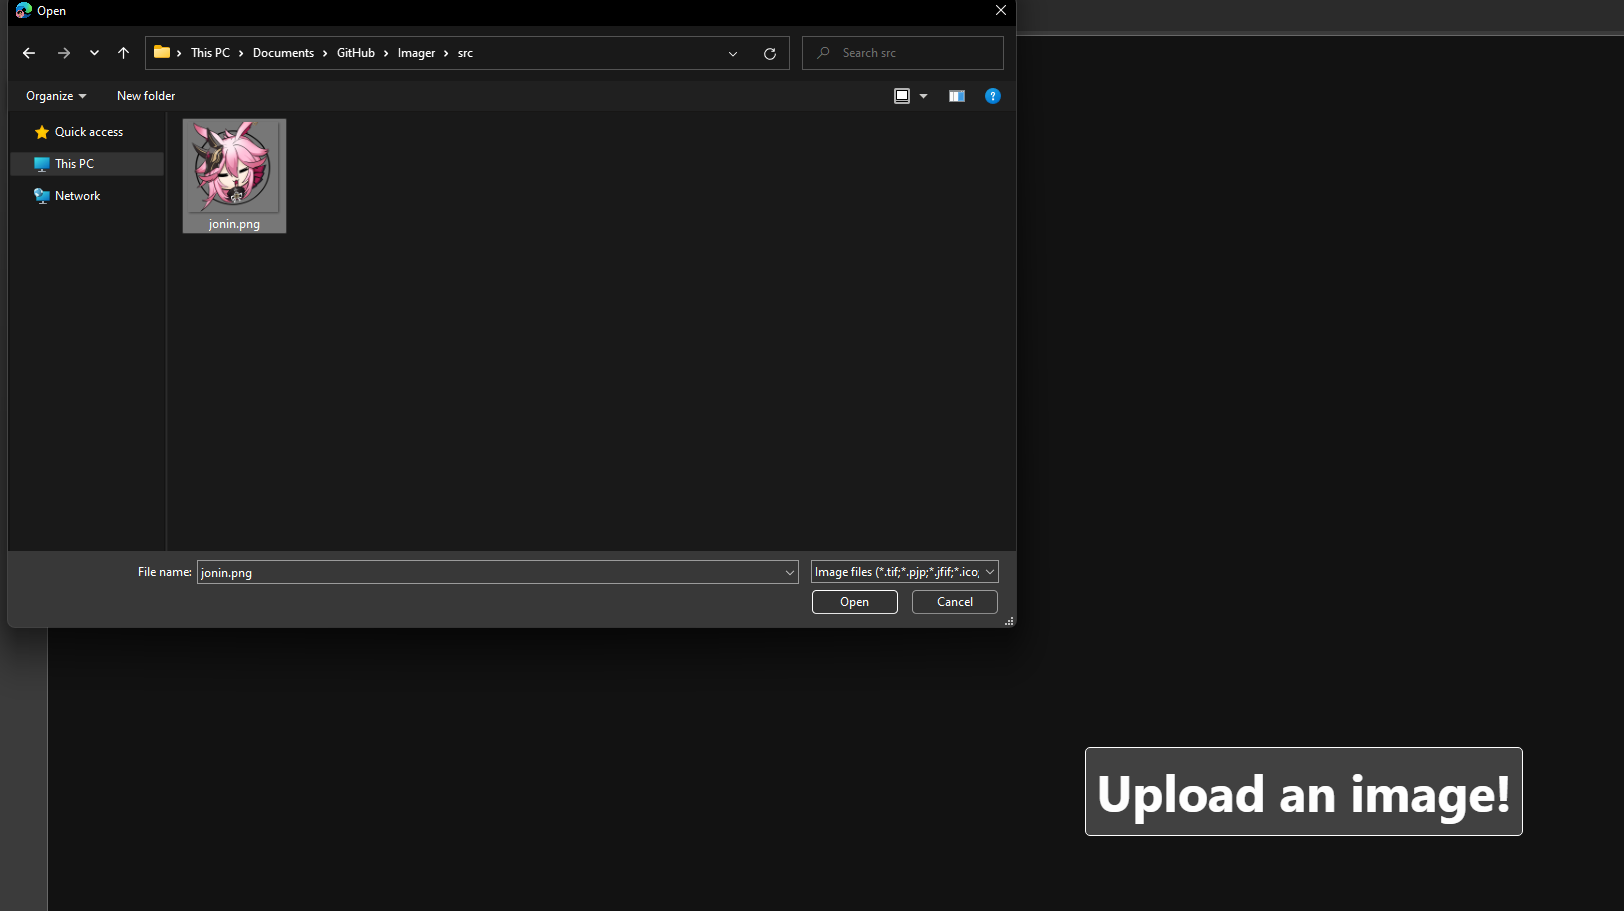 Open
This PC > Documents > GitHub > Imager > src
Search src
Organize
New folder
?
Quick access
This PC
Network
jonin.png
File name:
jonin.png
Image files (*.tif;*.pjp;*.jfif;*.ico;
Open
Cancel
Upload an image!